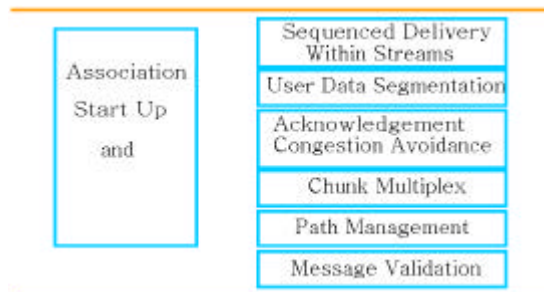 Association
Start Up
and
Sequenced Delivery
Within Streams
User Data Segmentation
Acknowledgement
Congestion Avoidance
Chunk Multiplex
Path Management
Message Validation